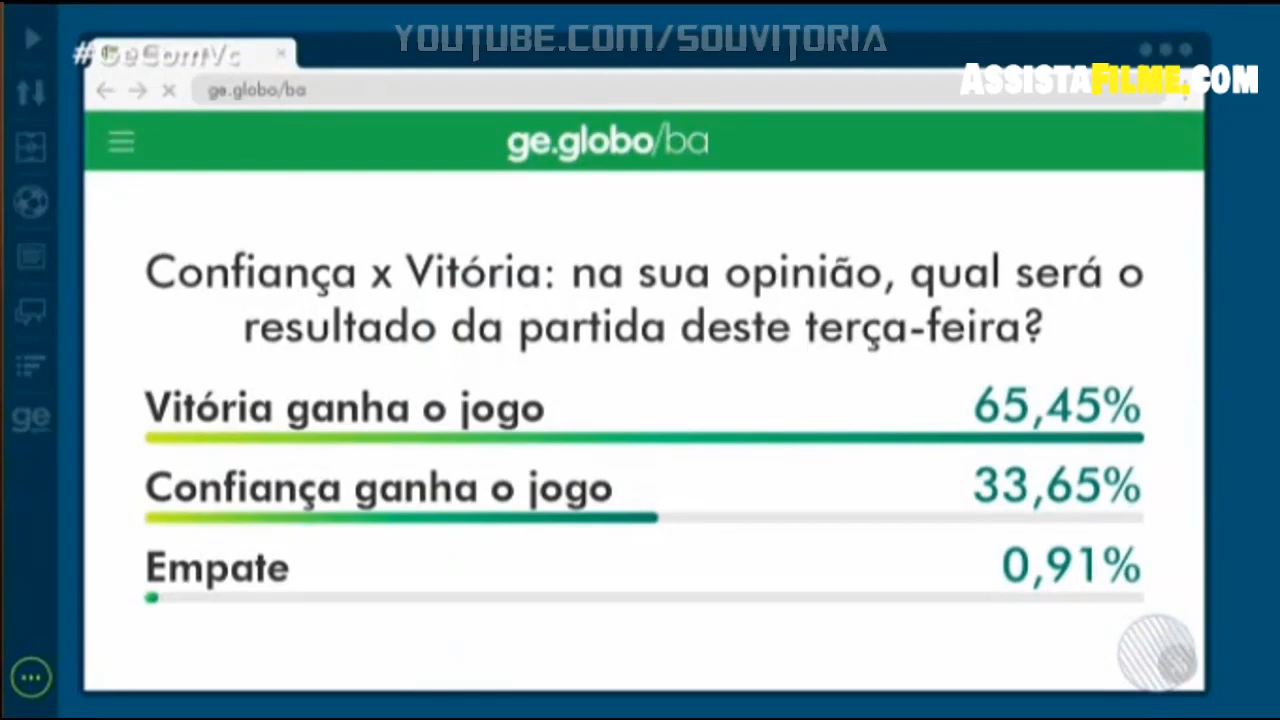 YOUTUBE.COM/SOUVITORIA
#GeComVc
ASSISTAFILME.COM
ge.globo/ba
ge.globo/ba
Confiança x Vitória: na sua opinião, qual será o
resultado da partida deste terça-feira?
Vitória ganha o jogo 65,45%
Confiança ganha o jogo 33,65%
Empate 0,91%
ge